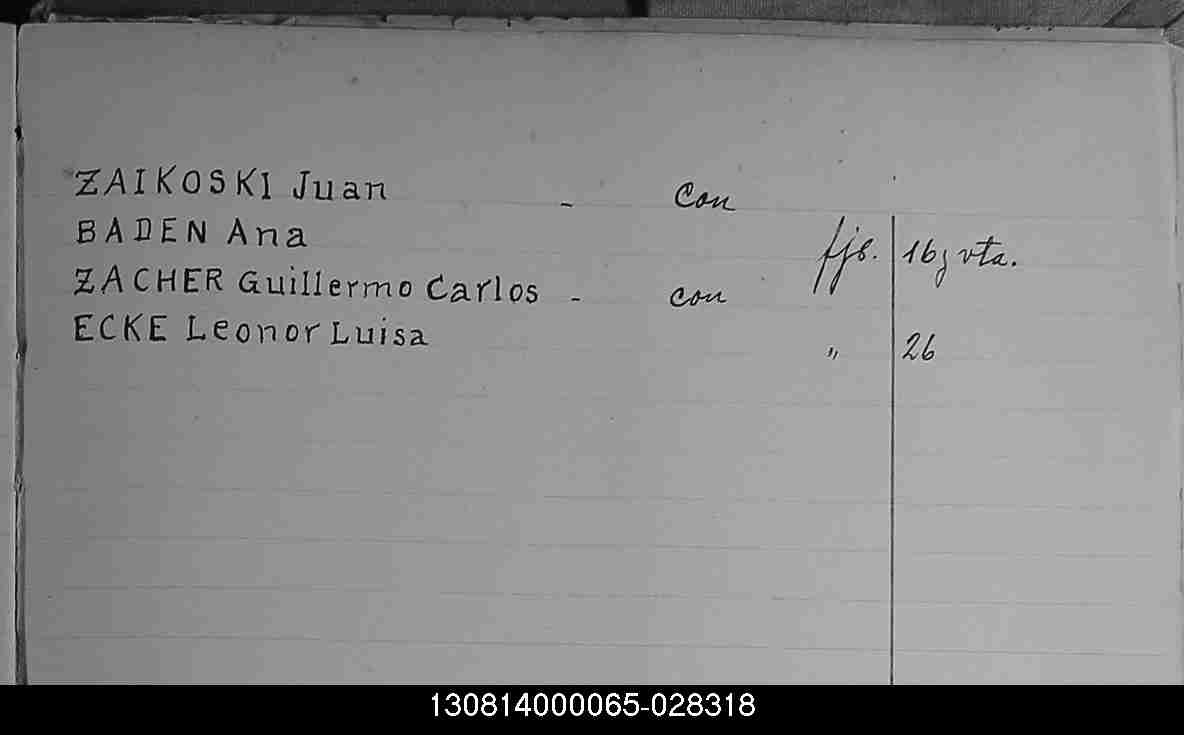 ZAIKOSKI Juan - Con
BADEN Ana fjs. 16 y vta.
ZACHER Guillermo Carlos - con
ECKE Leonor Luisa " 26
130814000065-028318